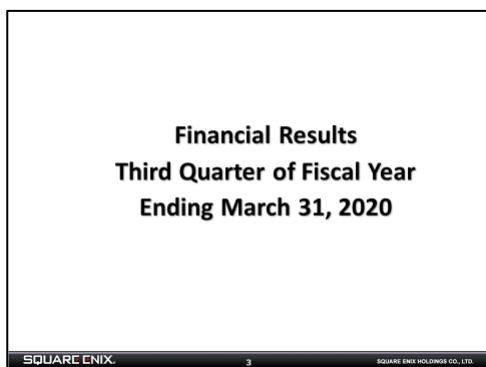 Financial Results
Third Quarter of Fiscal Year
Ending March 31, 2020
SQUARE ENIX.
3
SQUARE ENIX HOLDINGS CO., LTD.